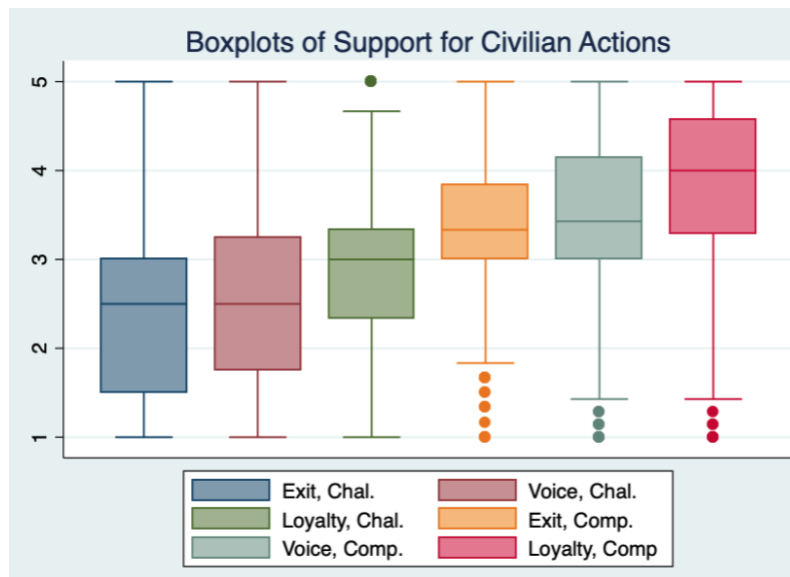 Boxplots of Support for Civilian Actions
5
4
3
2
1
Exit, Chal. Voice, Chal.
Loyalty, Chal. Exit, Comp.
Voice, Comp. Loyalty, Comp